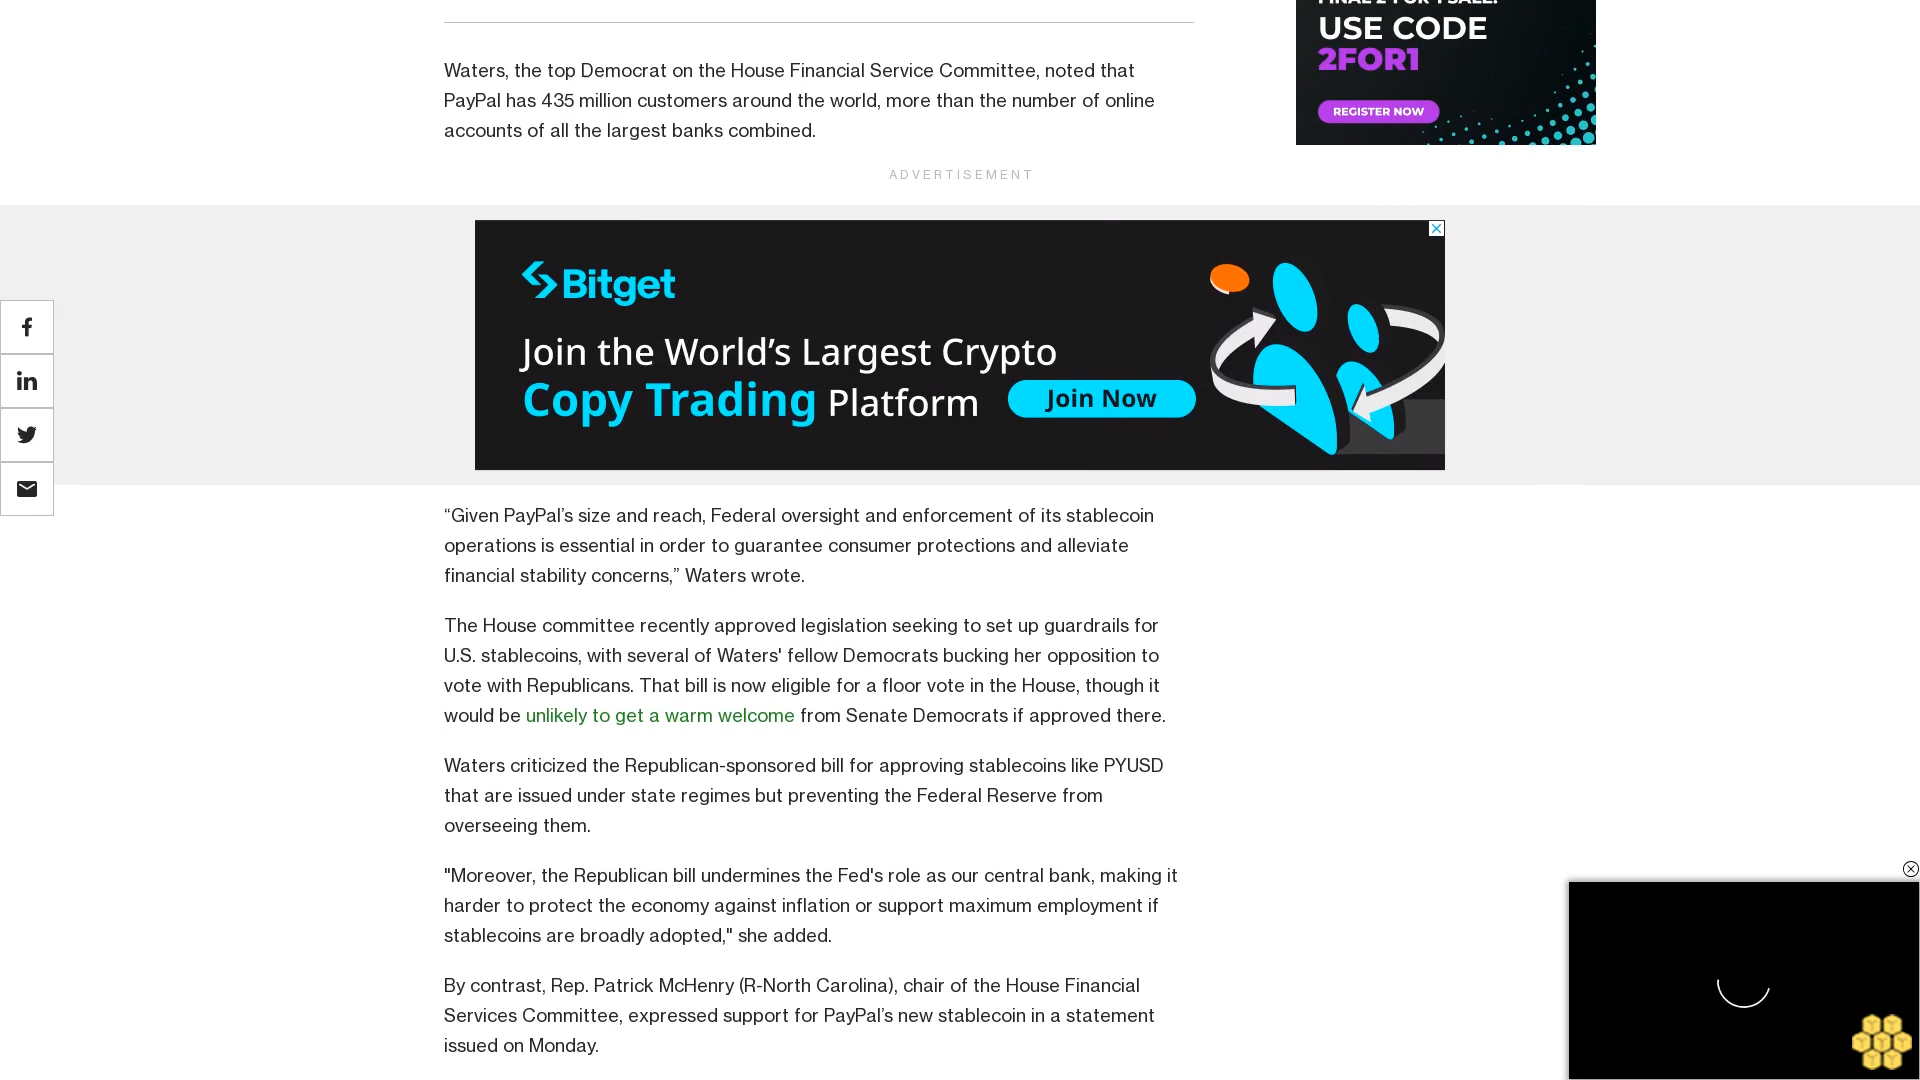 USE CODE
2FOR1
REGISTER NOW
Waters, the top Democrat on the House Financial Service Committee, noted that
PayPal has 435 million customers around the world, more than the number of online
accounts of all the largest banks combined.
ADVERTISEMENT
Bitget
Join the World's Largest Crypto
Copy Trading Platform
Join Now
“Given PayPal’s size and reach, Federal oversight and enforcement of its stablecoin
operations is essential in order to guarantee consumer protections and alleviate
financial stability concerns,” Waters wrote.
The House committee recently approved legislation seeking to set up guardrails for
U.S. stablecoins, with several of Waters' fellow Democrats bucking her opposition to
vote with Republicans. That bill is now eligible for a floor vote in the House, though it
would be unlikely to get a warm welcome from Senate Democrats if approved there.
Waters criticized the Republican-sponsored bill for approving stablecoins like PYUSD
that are issued under state regimes but preventing the Federal Reserve from
overseeing them.
"Moreover, the Republican bill undermines the Fed's role as our central bank, making it
harder to protect the economy against inflation or support maximum employment if
stablecoins are broadly adopted," she added.
By contrast, Rep. Patrick McHenry (R-North Carolina), chair of the House Financial
Services Committee, expressed support for PayPal’s new stablecoin in a statement
issued on Monday.